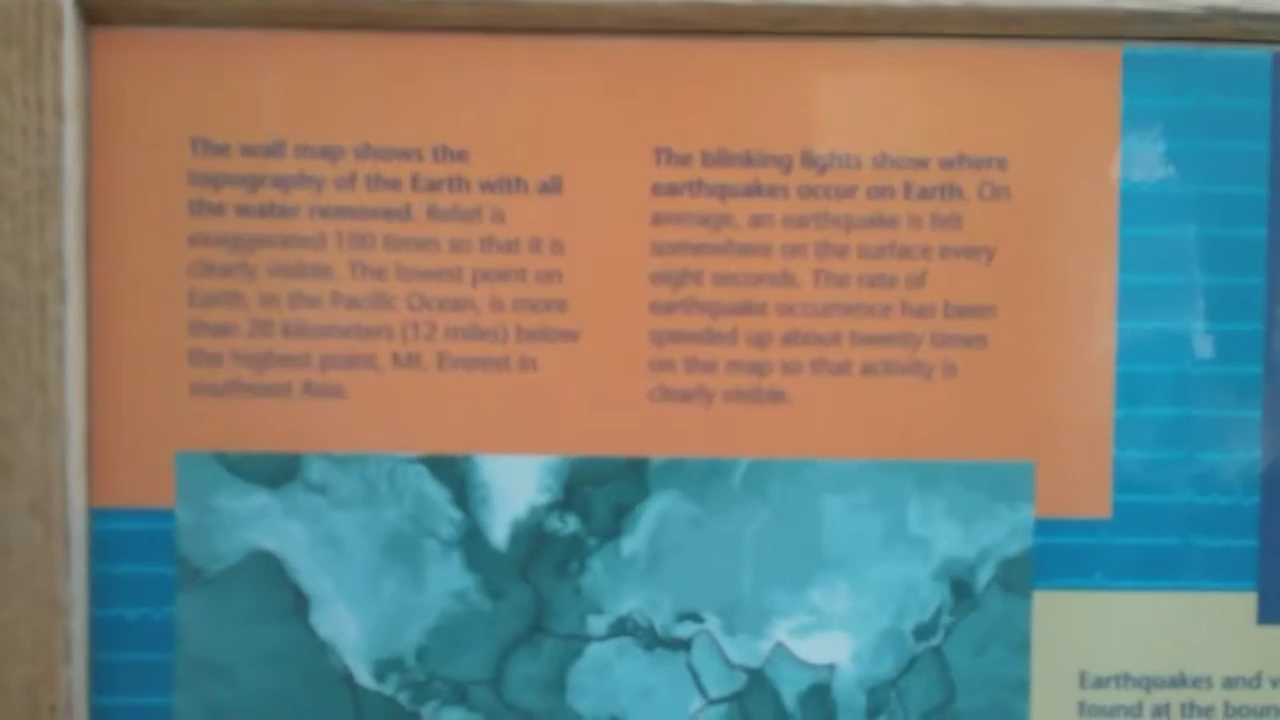 The wall map shows the
topography of the Earth with all
the water removed. Relief is
exaggerated 100 times so that it is
clearly visible. The lowest point on
Earth, in the Pacific Ocean, is more
than 20 kilometers (12 miles) below
the highest point, Mt. Everest in
southeast Asia.
The blinking lights show where
earthquakes occur on Earth. On
average, an earthquake is felt
somewhere on the surface every
eight seconds. The rate of
earthquake occurrence has been
speeded up about twenty times
on the map so that activity is
clearly visible.
Earthquakes and v
found at the boun